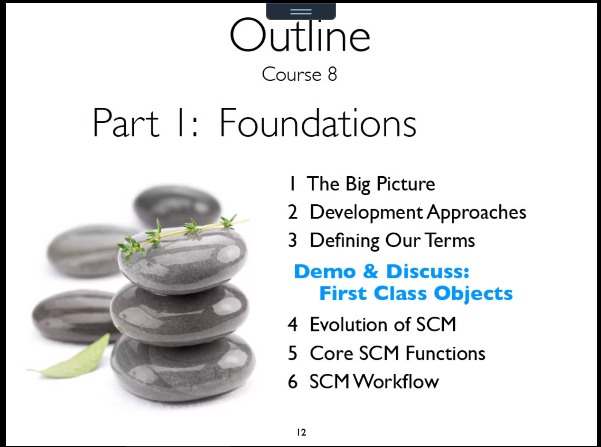 Outline
Course 8
Part 1: Foundations
1 The Big Picture
2 Development Approaches
3 Defining Our Terms
Demo & Discuss:
First Class Objects
4 Evolution of SCM
5 Core SCM Functions
6 SCM Workflow
12